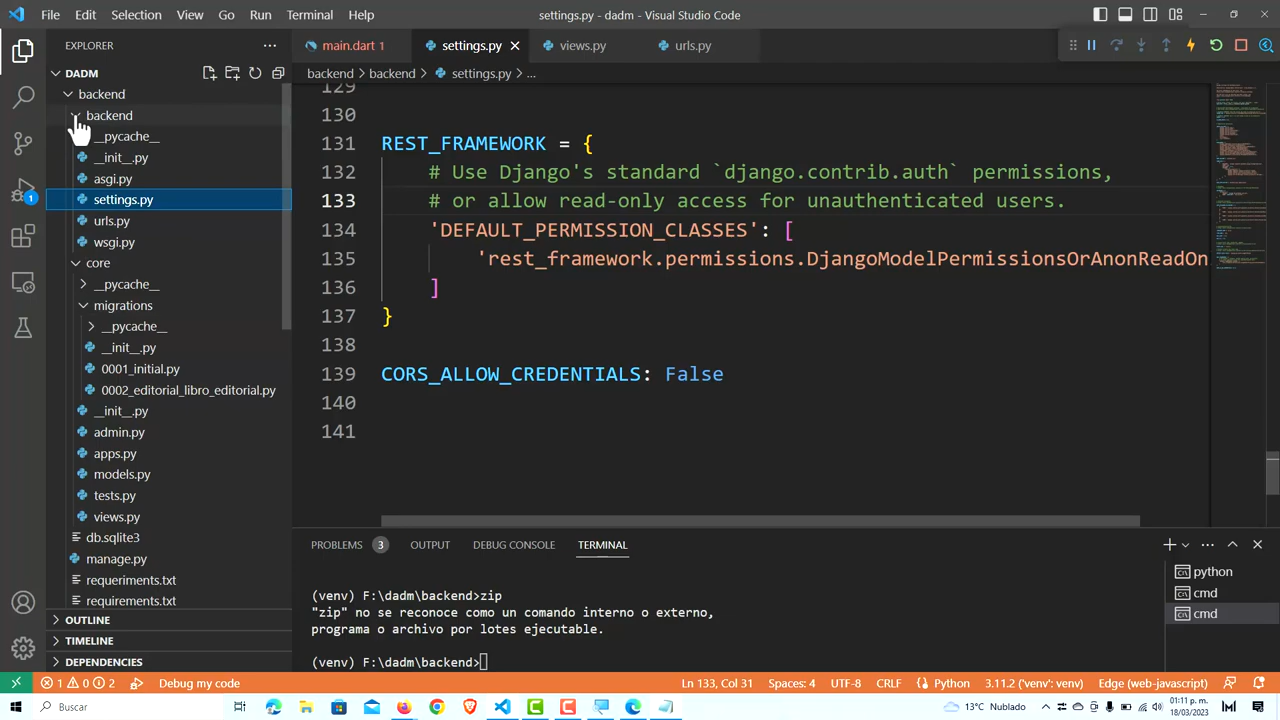 File Edit Selection View Go Run Terminal Help
settings.py - dadm - Visual Studio Code
EXPLORER
main.dart 1
settings.py
views.py
urls.py
DADM
backend > backend > settings.py > ...
backend
backend
__pycache__
__init__.py
asgi.py
settings.py
urls.py
wsgi.py
core
__pycache__
migrations
__pycache__
__init__.py
0001_initial.py
0002_editorial_libro_editorial.py
__init__.py
admin.py
apps.py
models.py
tests.py
views.py
db.sqlite3
manage.py
requeriments.txt
requirements.txt
OUTLINE
TIMELINE
DEPENDENCIES
129
130
131 REST_FRAMEWORK = {
132 # Use Django's standard `django.contrib.auth` permissions,
133 # or allow read-only access for unauthenticated users.
134 'DEFAULT_PERMISSION_CLASSES': [
135 'rest_framework.permissions.DjangoModelPermissionsOrAnonReadOn
136 ]
137 }
138
139 CORS_ALLOW_CREDENTIALS: False
140
141
PROBLEMS 3 OUTPUT DEBUG CONSOLE TERMINAL
(venv) F:\dadm\backend>zip
"zip" no se reconoce como un comando interno o externo,
programa o archivo por lotes ejecutable.
(venv) F:\dadm\backend>
python
cmd
cmd
1
1 0 2 Debug my code
Ln 133, Col 31 Spaces: 4 UTF-8 CRLF Python 3.11.2 ('venv': venv) Edge (web-javascript)
Buscar
13°C Nublado
01:11 p. m.
18/03/2023